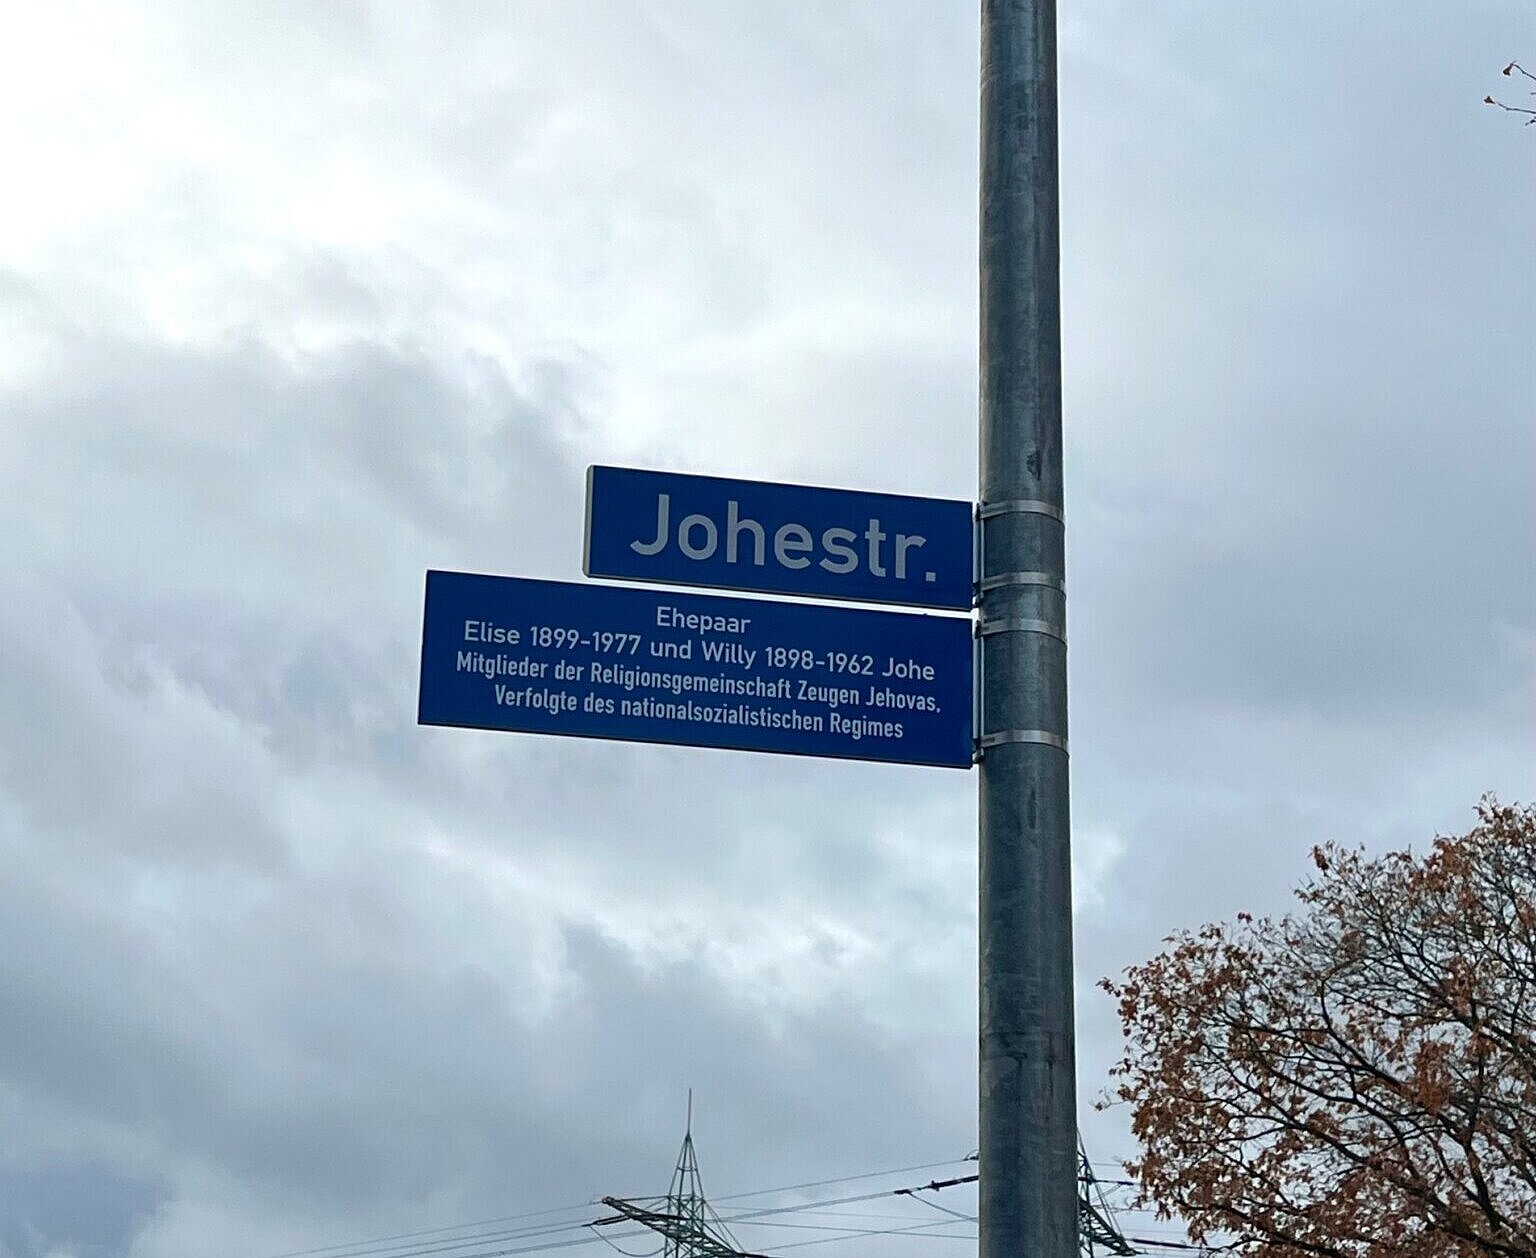 Johestr.
Ehepaar
Elise 1899-1977 und Willy 1898-1962 Johe
Mitglieder der Religionsgemeinschaft Zeugen Jehovas,
Verfolgte des nationalsozialistischen Regimes